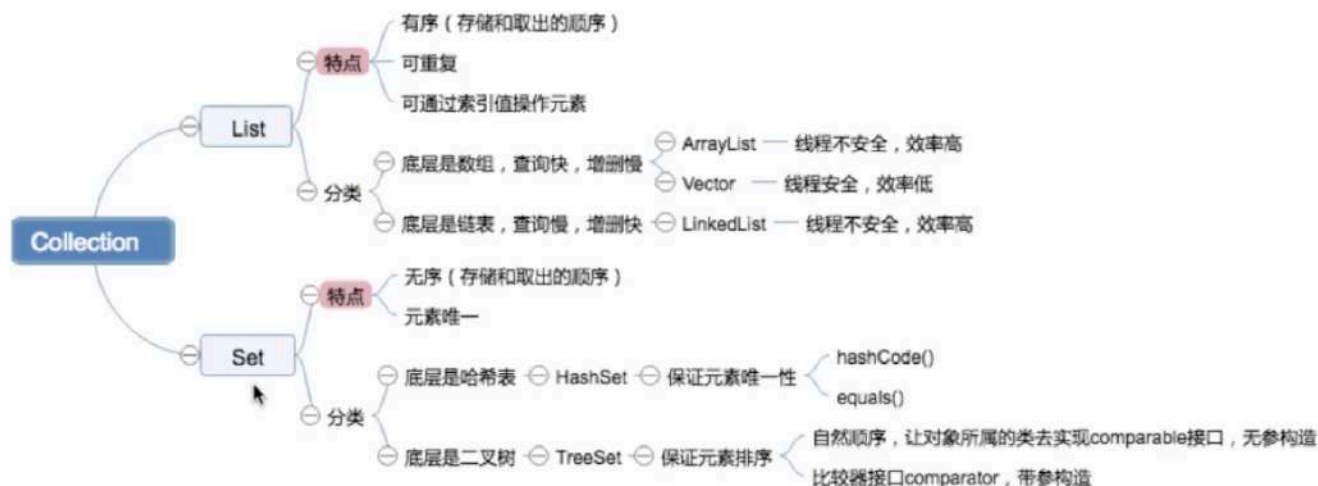 Collection
List
特点
有序（存储和取出的顺序）
可重复
可通过索引值操作元素
分类
底层是数组，查询快，增删慢
ArrayList
线程不安全，效率高
Vector
线程安全，效率低
底层是链表，查询慢，增删快
LinkedList
线程不安全，效率高
Set
特点
无序（存储和取出的顺序）
元素唯一
分类
底层是哈希表
HashSet
保证元素唯一性
hashCode()
equals()
底层是二叉树
TreeSet
保证元素排序
自然顺序，让对象所属的类去实现comparable接口，无参构造
比较器接口comparator，带参构造